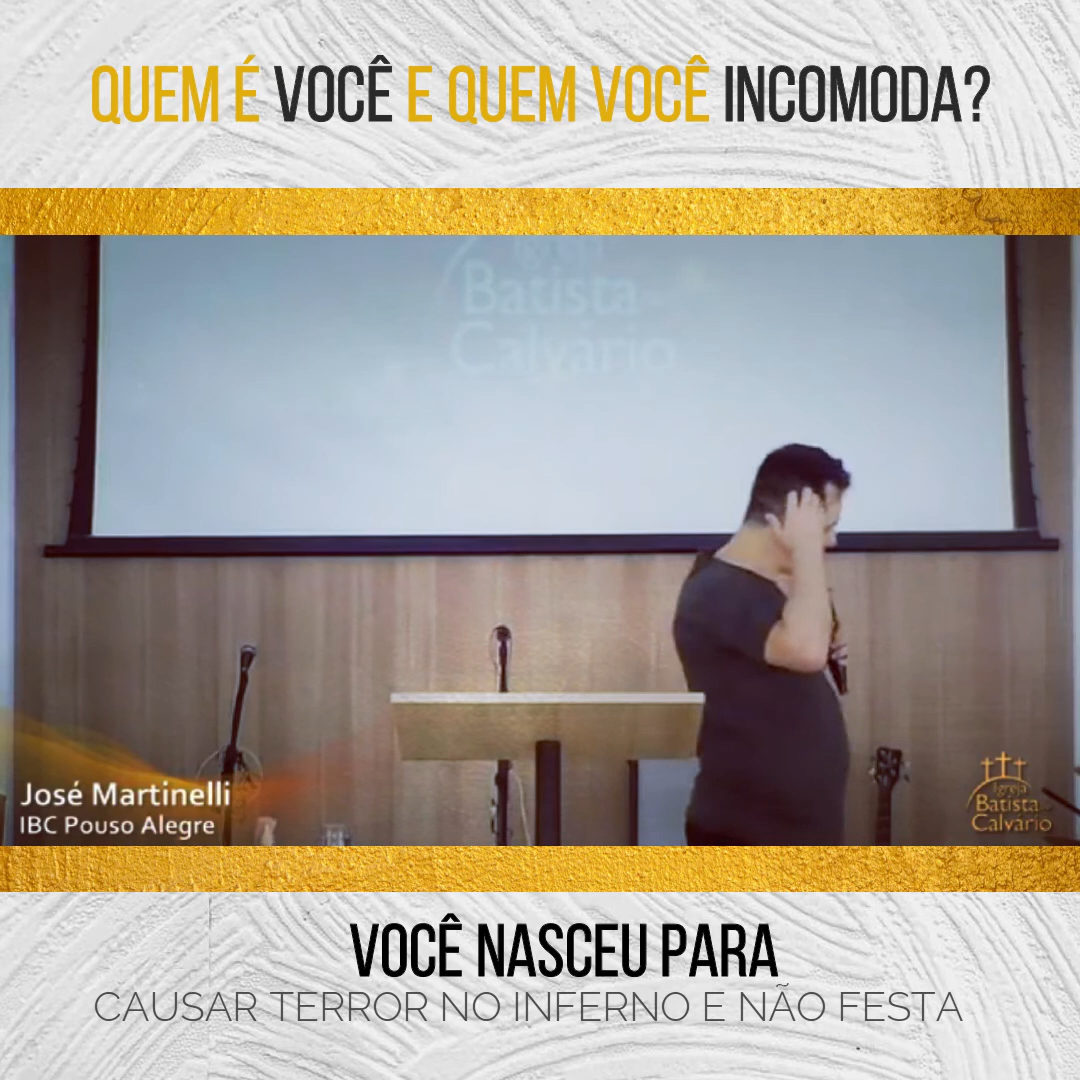 QUEM É VOCÊ E QUEM VOCÊ INCOMODA?
Igreja
Batista
Calvário
José Martinelli
IBC Pouso Alegre
Igreja
Batista
Calvário
VOCÊ NASCEU PARA
CAUSAR TERROR NO INFERNO E NÃO FESTA